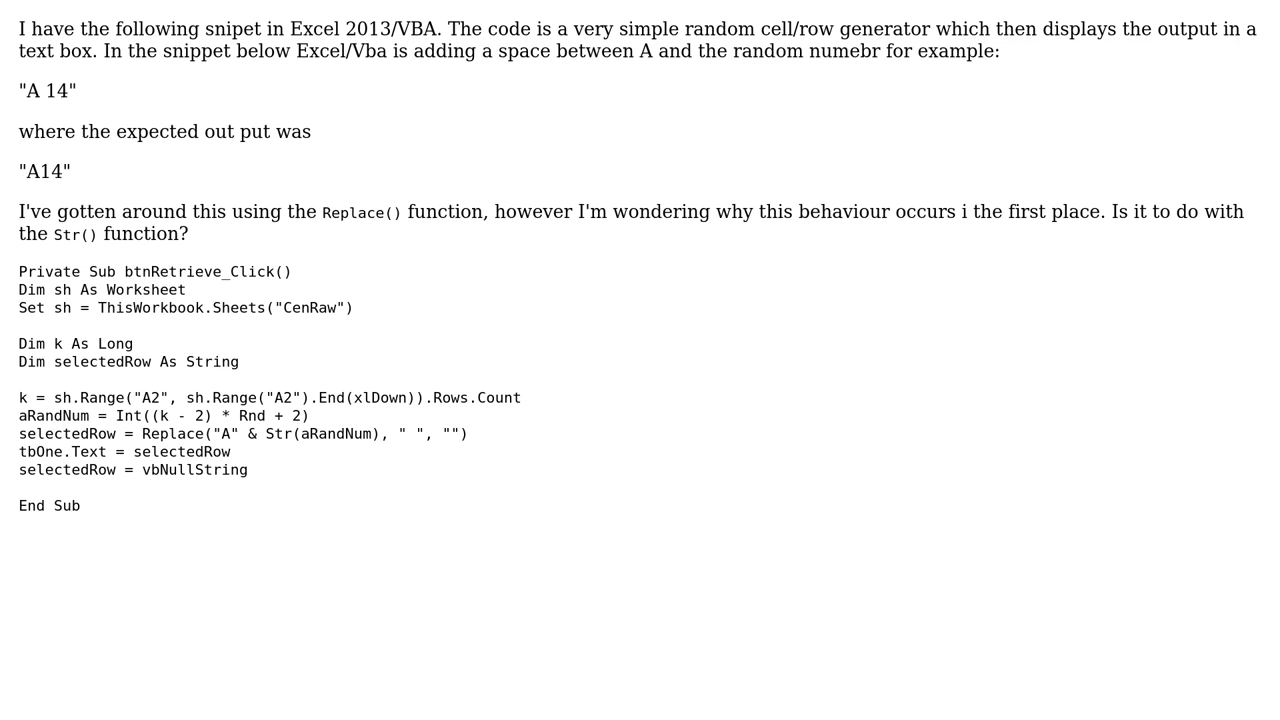 I have the following snipet in Excel 2013/VBA. The code is a very simple random cell/row generator which then displays the output in a
text box. In the snippet below Excel/Vba is adding a space between A and the random numebr for example:
"A 14"
where the expected out put was
"A14"
I've gotten around this using the Replace() function, however I'm wondering why this behaviour occurs i the first place. Is it to do with
the Str() function?
Private Sub btnRetrieve_Click()
Dim sh As Worksheet
Set sh = ThisWorkbook.Sheets("CenRaw")
Dim k As Long
Dim selectedRow As String
k = sh.Range("A2", sh.Range("A2").End(xlDown)).Rows.Count
aRandNum = Int((k - 2) * Rnd + 2)
selectedRow = Replace("A" & Str(aRandNum), " ", "")
tbOne.Text = selectedRow
selectedRow = vbNullString
End Sub